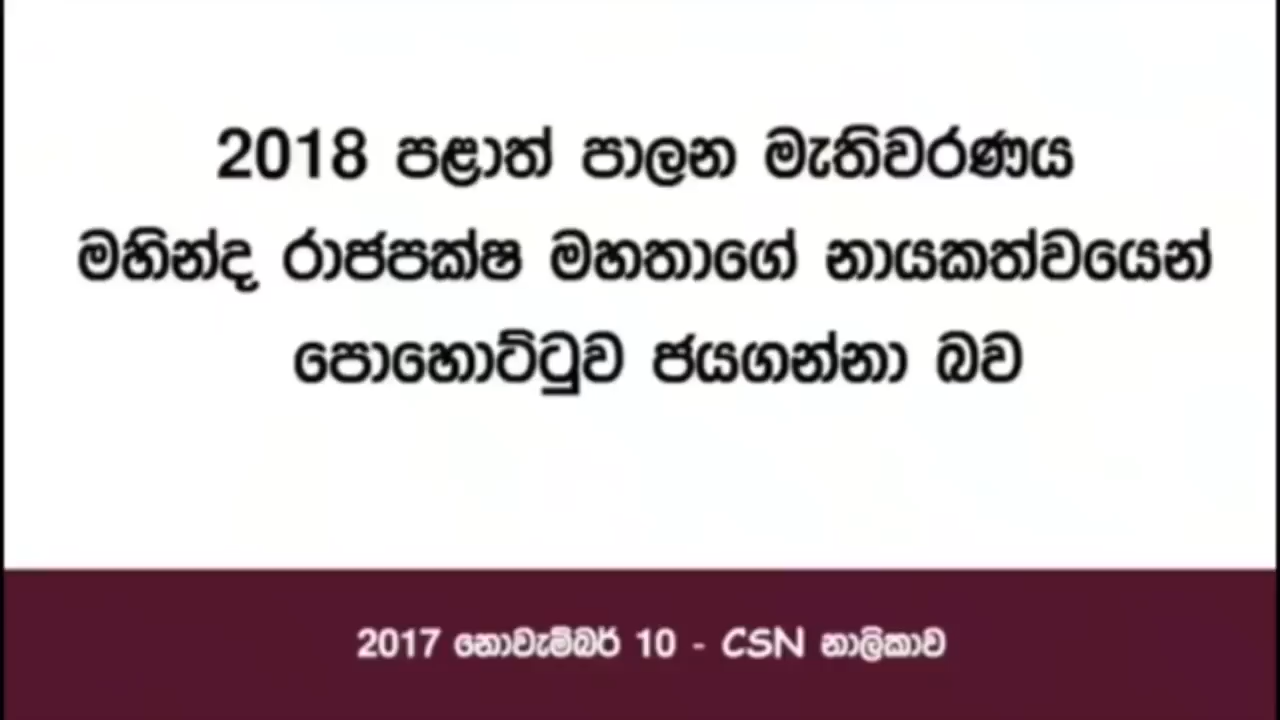 2018 පළාත් පාලන මැතිවරණය
මහින්ද රාජපක්ෂ මහතාගේ නායකත්වයෙන්
පොහොට්ටුව ජයගන්නා බව
2017 නොවැම්බර් 10 - CSN නාලිකාව